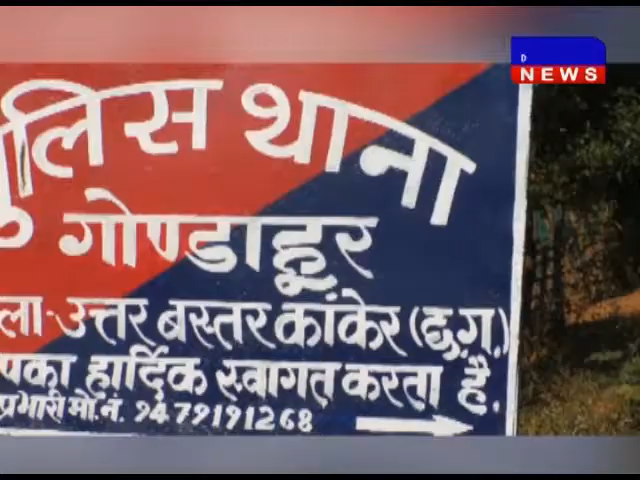 D
NEWS
पुलिस थाना
गोण्डाहूर
ला-उत्तर बस्तर कांकेर (छ.ग.)
पका हार्दिक स्वागत करता है.
प्रभारी मो.नं. 9479191268